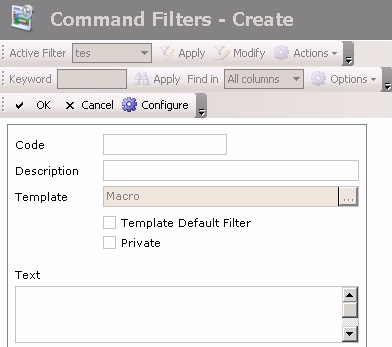 Command Filters - Create
Active Filter tes Apply Modify Actions
Keyword Apply Find in All columns Options
OK Cancel Configure
Code
Description
Template Macro ...
Template Default Filter
Private
Text